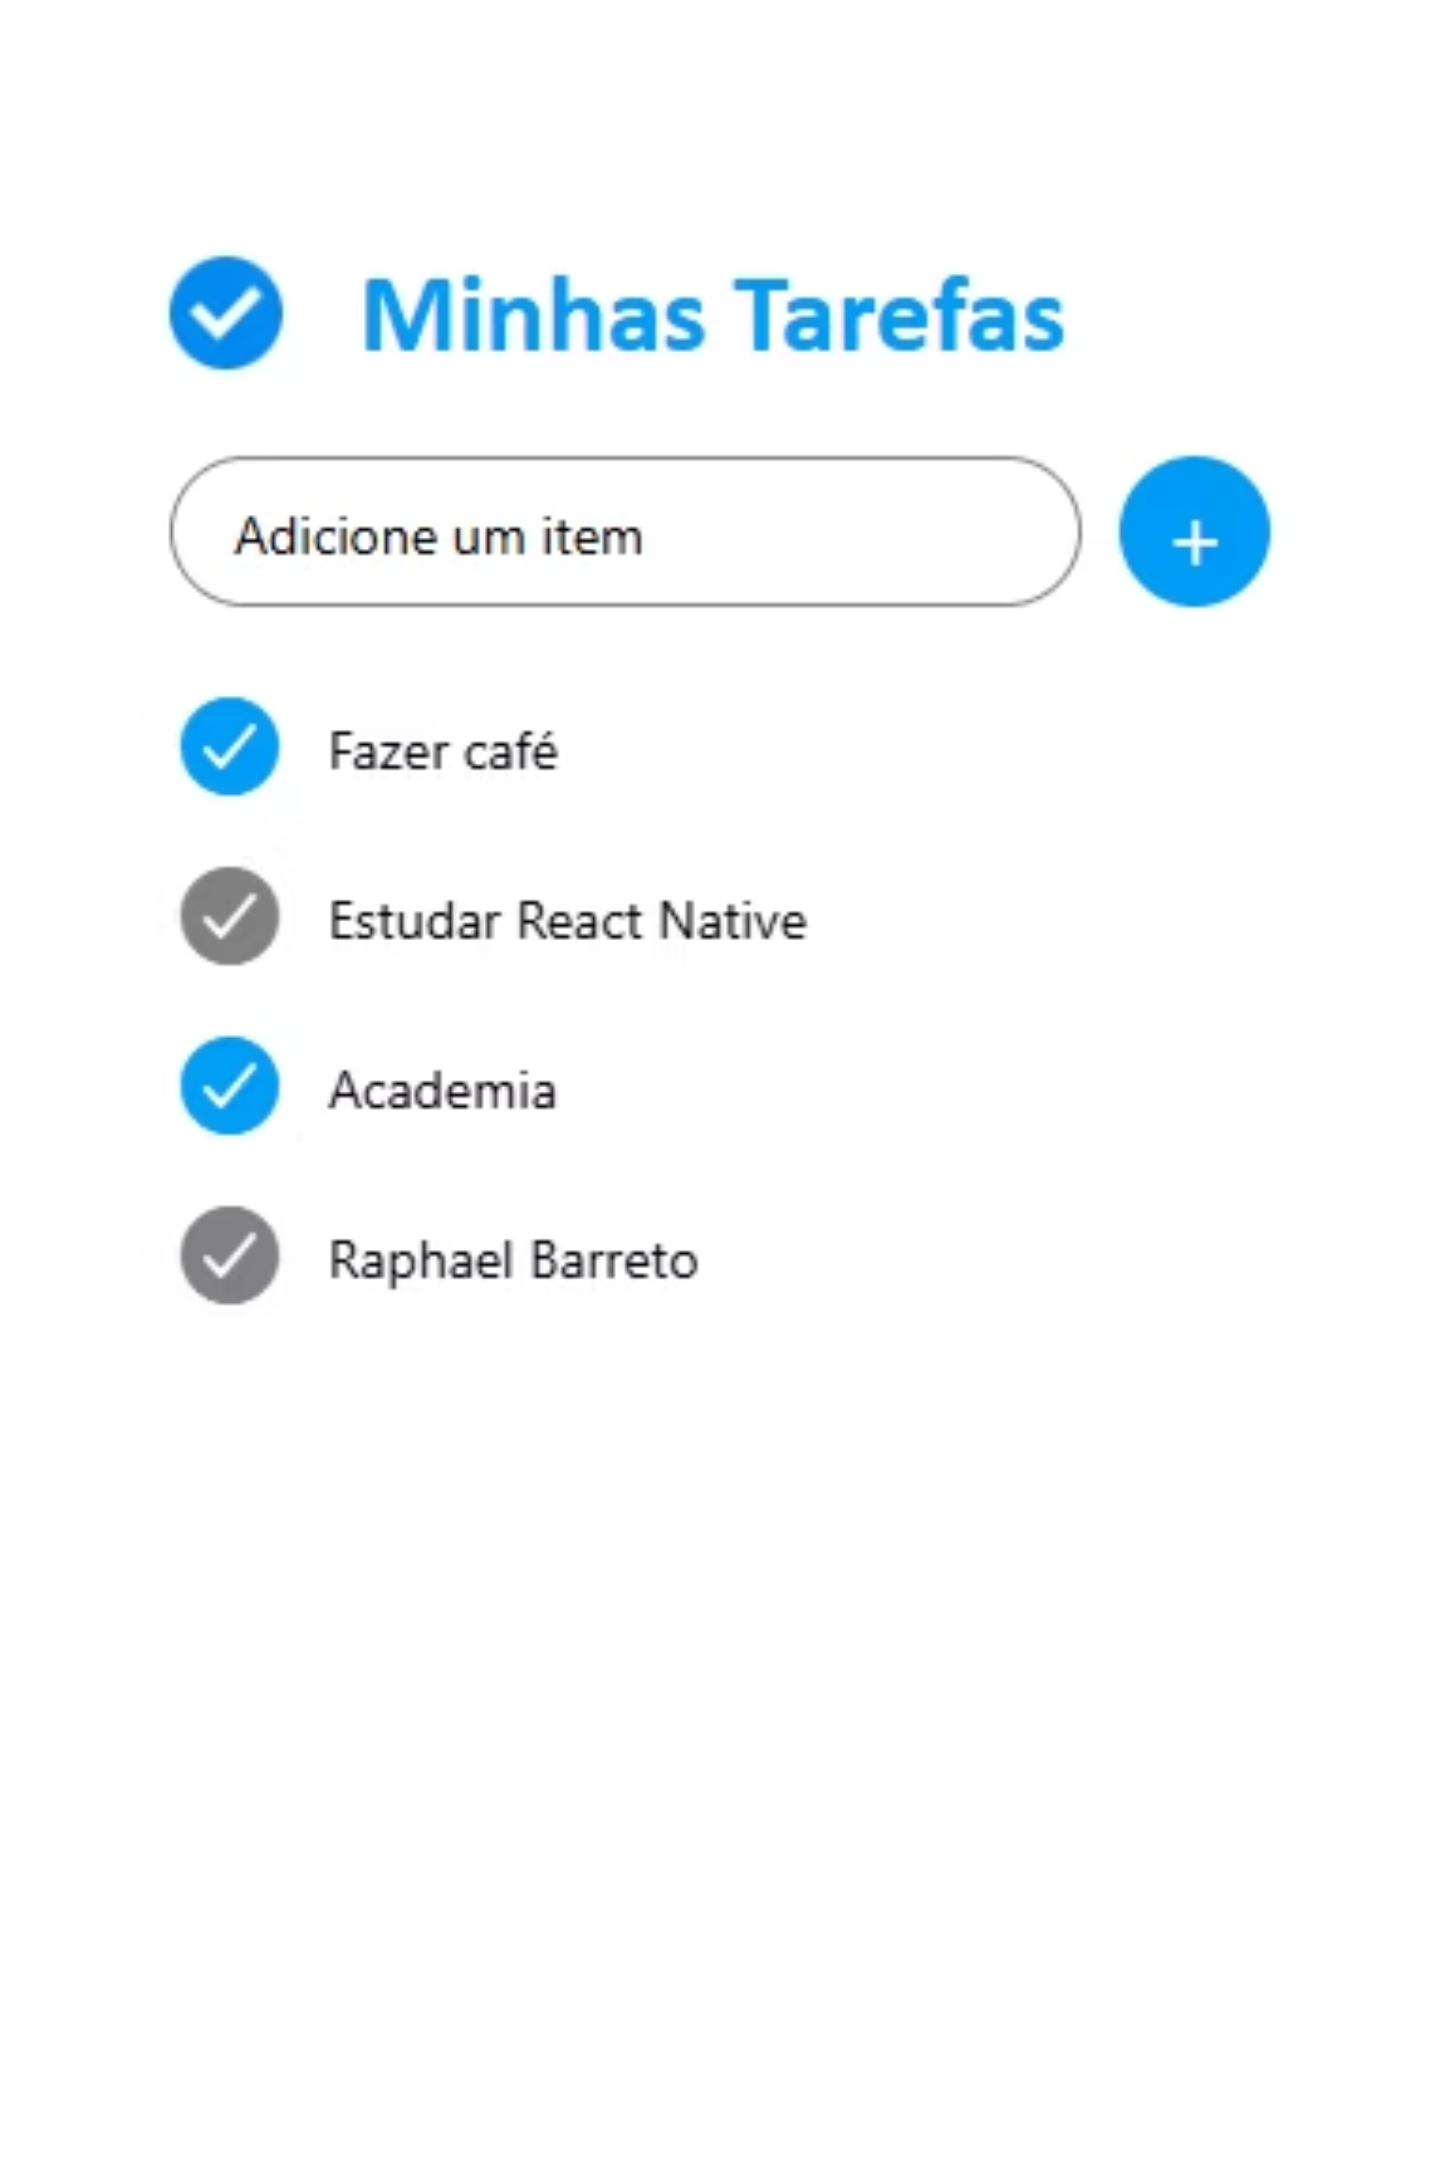 Minhas Tarefas
Adicione um item
+
Fazer café
Estudar React Native
Academia
Raphael Barreto